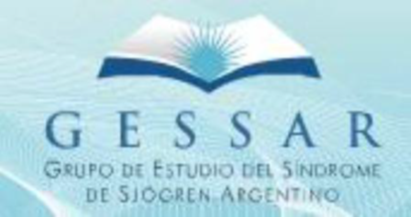 GESSAR
GRUPO DE ESTUDIO DEL SÍNDROME
DE SJÖGREN ARGENTINO